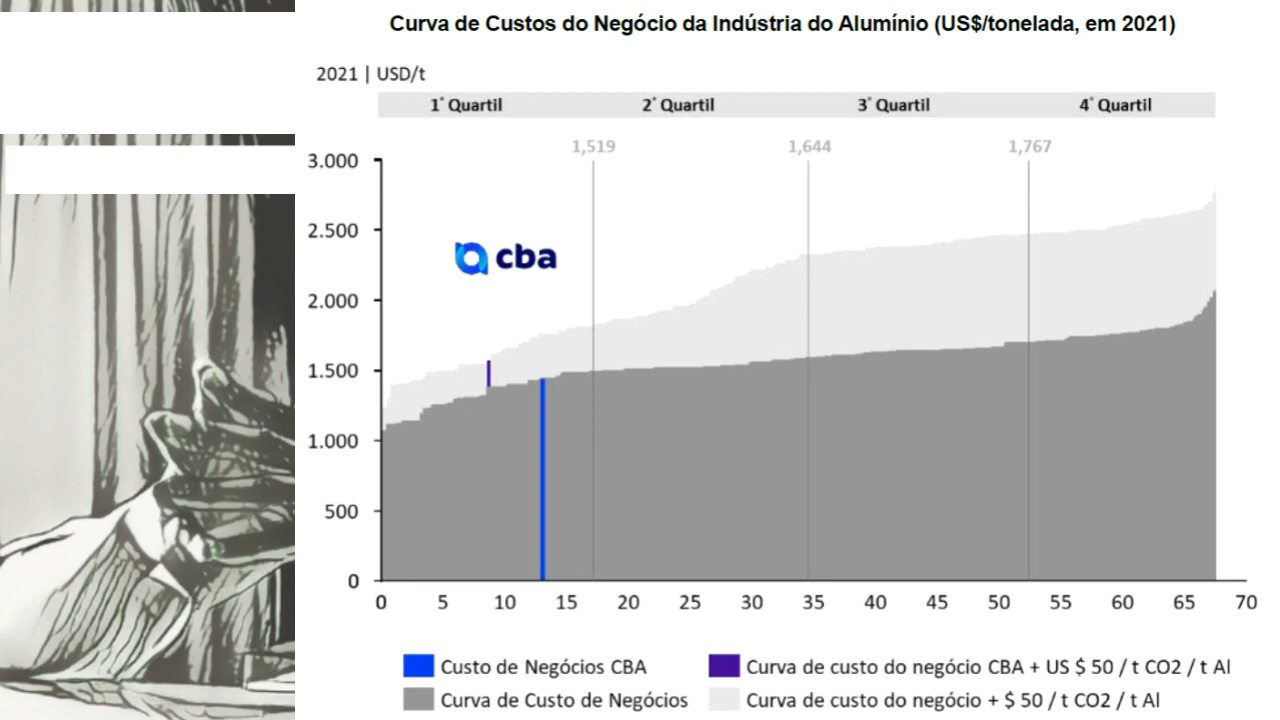 Curva de Custos do Negócio da Indústria do Alumínio (US$/tonelada, em 2021)
2021 | USD/t
1° Quartil 2° Quartil 3° Quartil 4° Quartil
1,519 1,644 1,767
3.000
2.500
cba
2.000
1.500
1.000
500
0
0 5 10 15 20 25 30 35 40 45 50 55 60 65 70
Custo de Negócios CBA
Curva de custo do negócio CBA + US $ 50 / t CO2 / t Al
Curva de Custo de Negócios
Curva de custo do negócio + $ 50 / t CO2 / t Al